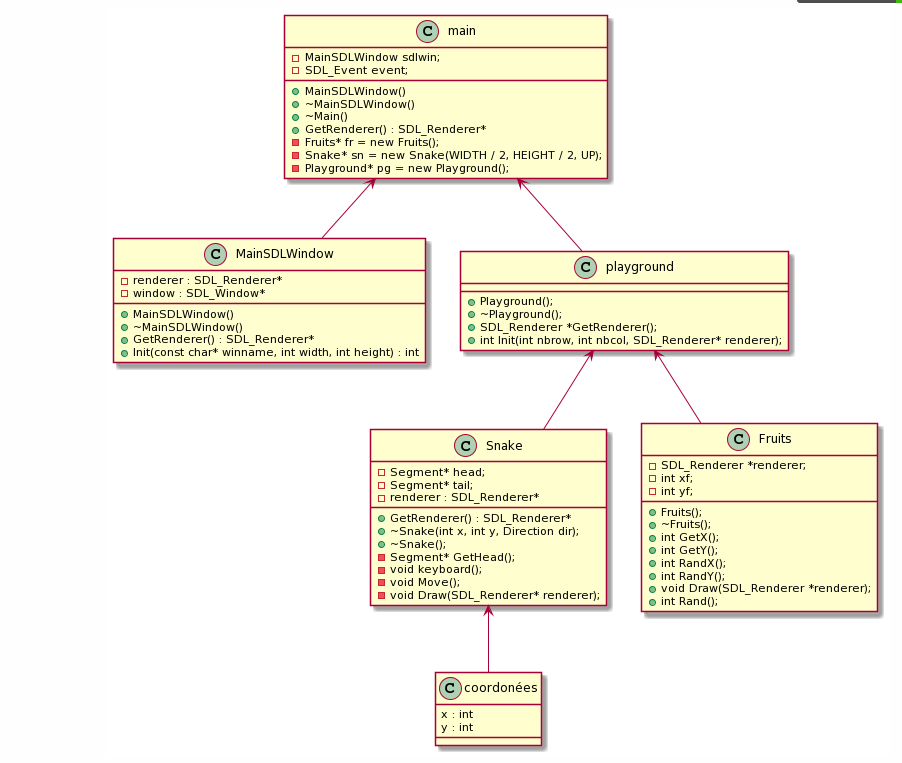 C main
MainSDLWindow sdlwin;
SDL_Event event;
MainSDLWindow()
~MainSDLWindow()
~Main()
GetRenderer() : SDL_Renderer*
Fruits* fr = new Fruits();
Snake* sn = new Snake(WIDTH / 2, HEIGHT / 2, UP);
Playground* pg = new Playground();
C MainSDLWindow
renderer : SDL_Renderer*
window : SDL_Window*
MainSDLWindow()
~MainSDLWindow()
GetRenderer() : SDL_Renderer*
Init(const char* winname, int width, int height) : int
C playground
Playground();
~Playground();
SDL_Renderer *GetRenderer();
int Init(int nbrow, int nbcol, SDL_Renderer* renderer);
C Snake
Segment* head;
Segment* tail;
renderer : SDL_Renderer*
GetRenderer() : SDL_Renderer*
~Snake(int x, int y, Direction dir);
~Snake();
Segment* GetHead();
void keyboard();
void Move();
void Draw(SDL_Renderer* renderer);
C Fruits
SDL_Renderer *renderer;
int xf;
int yf;
Fruits();
~Fruits();
int GetX();
int GetY();
int RandX();
int RandY();
void Draw(SDL_Renderer *renderer);
int Rand();
C coordonées
x : int
y : int